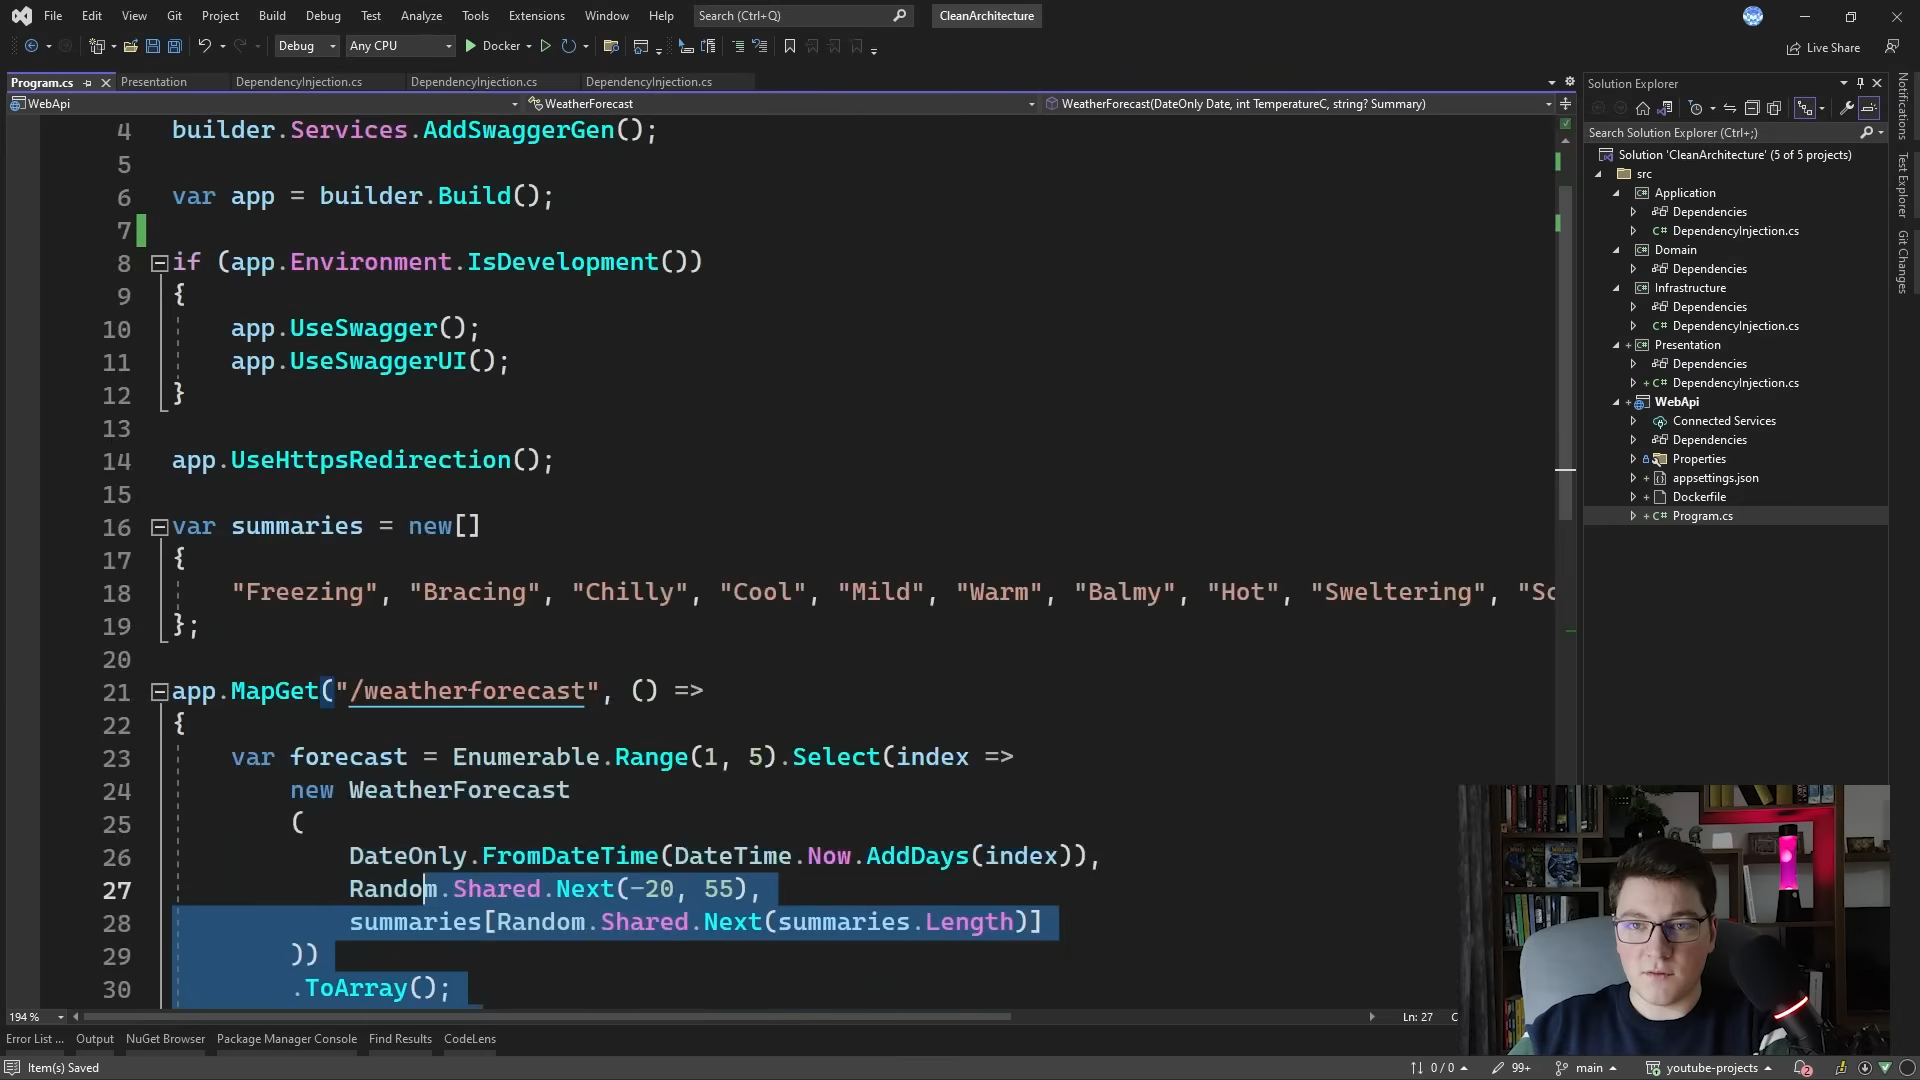 File Edit View Git Project Build Debug Test Analyze Tools Extensions Window Help Search (Ctrl+Q) CleanArchitecture
Debug Any CPU Docker Live Share
Program.cs Presentation DependencyInjection.cs DependencyInjection.cs DependencyInjection.cs
WebApi WeatherForecast WeatherForecast(DateOnly Date, int TemperatureC, string? Summary)
4 builder.Services.AddSwaggerGen();
5
6 var app = builder.Build();
7
8 if (app.Environment.IsDevelopment())
9 {
10 app.UseSwagger();
11 app.UseSwaggerUI();
12 }
13
14 app.UseHttpsRedirection();
15
16 var summaries = new[]
17 {
18 "Freezing", "Bracing", "Chilly", "Cool", "Mild", "Warm", "Balmy", "Hot", "Sweltering", "Sc
19 };
20
21 app.MapGet("/weatherforecast", () =>
22 {
23 var forecast = Enumerable.Range(1, 5).Select(index =>
24 new WeatherForecast
25 (
26 DateOnly.FromDateTime(DateTime.Now.AddDays(index)),
27 Random.Shared.Next(-20, 55),
28 summaries[Random.Shared.Next(summaries.Length)]
29 ))
30 .ToArray();
194 % Ln: 27 C
Solution Explorer
Search Solution Explorer (Ctrl+;)
Solution 'CleanArchitecture' (5 of 5 projects)
src
Application
Dependencies
DependencyInjection.cs
Domain
Dependencies
Infrastructure
Dependencies
DependencyInjection.cs
Presentation
Dependencies
DependencyInjection.cs
WebApi
Connected Services
Dependencies
Properties
appsettings.json
Dockerfile
Program.cs
Notifications
Test Explorer
Git Changes
Error List ... Output NuGet Browser Package Manager Console Find Results CodeLens
Item(s) Saved 0 / 0 99+ main youtube-projects 2